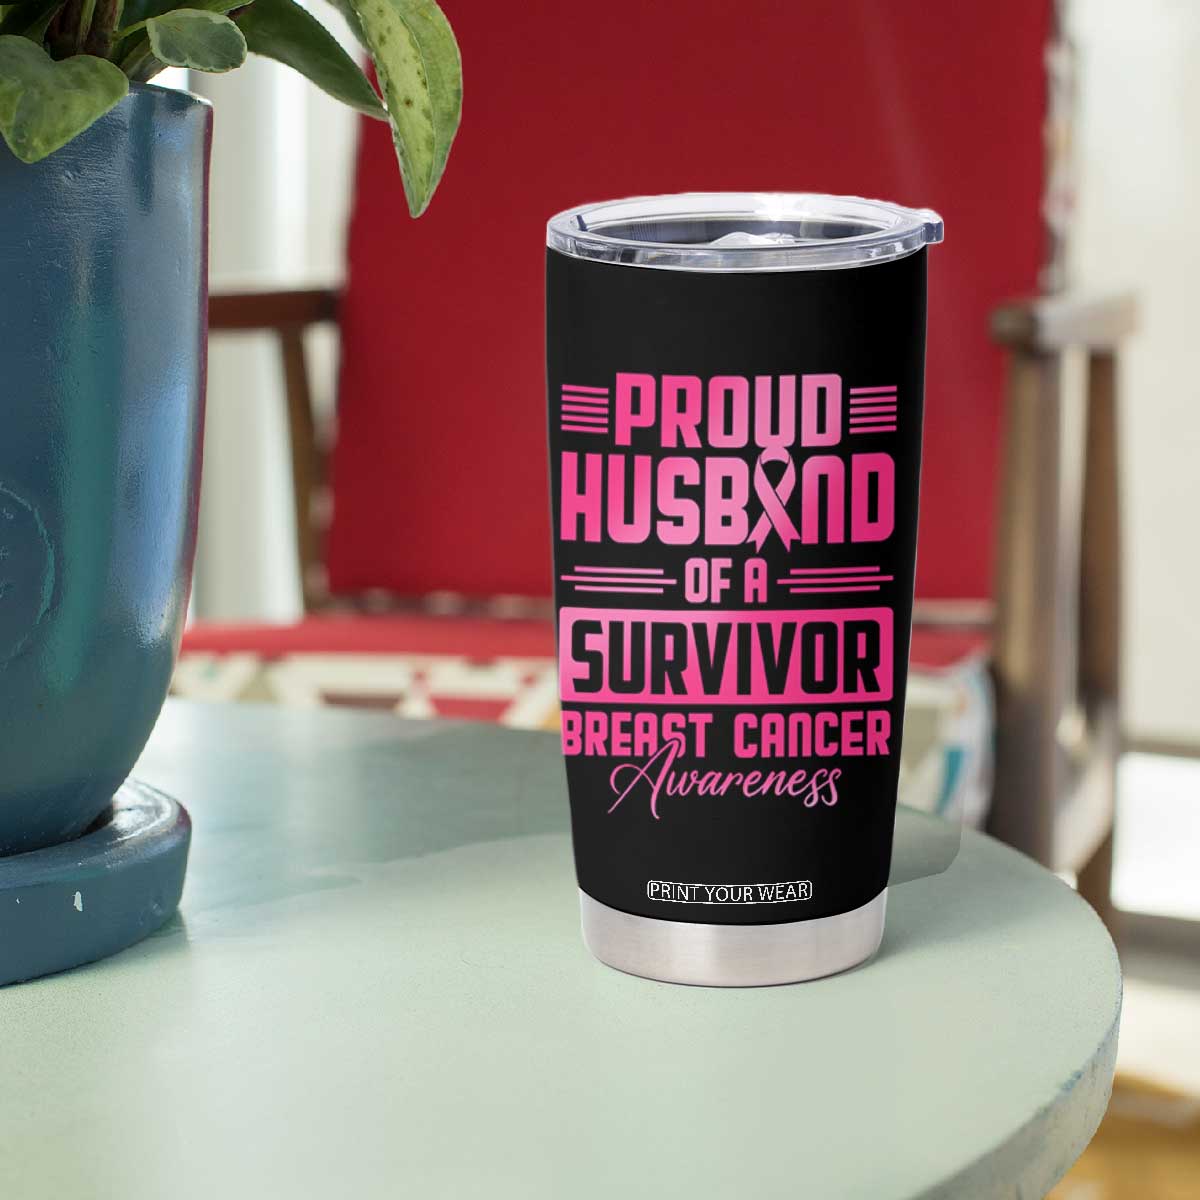 PROUD
HUSBAND
OF A
SURVIVOR
BREAST CANCER
Awareness
PRINT YOUR WEAR